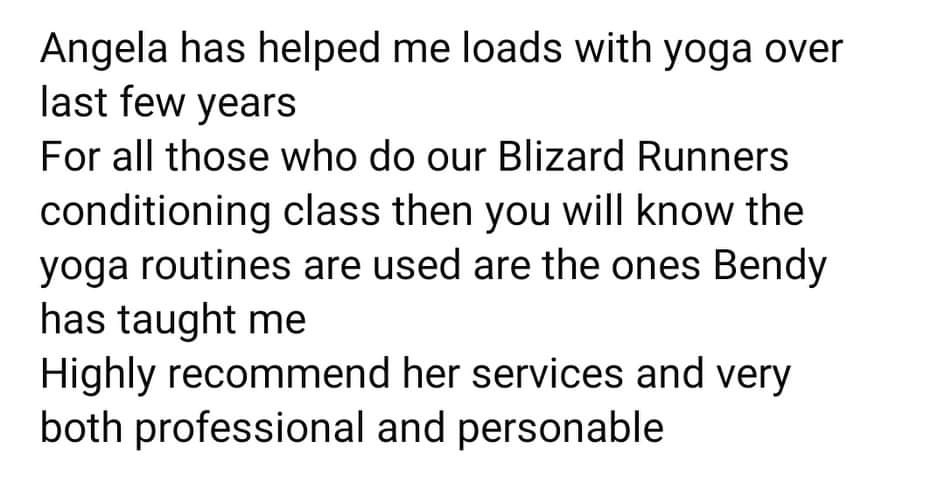 Angela has helped me loads with yoga over
last few years
For all those who do our Blizard Runners
conditioning class then you will know the
yoga routines are used are the ones Bendy
has taught me
Highly recommend her services and very
both professional and personable